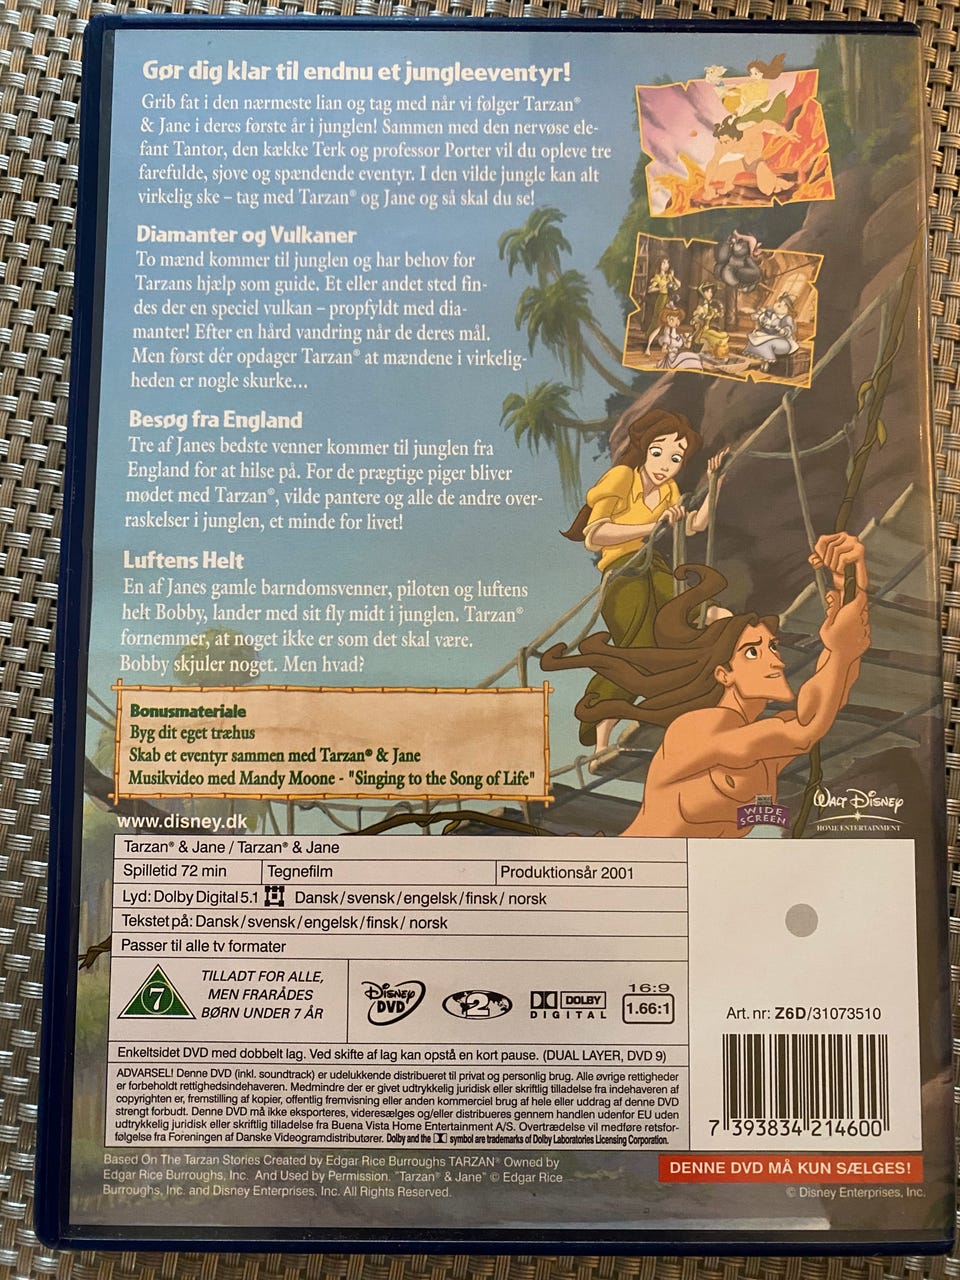 Gør dig klar til endnu et jungleeventyr!
Grib fat i den nærmeste lian og tag med når vi følger Tarzan®
& Jane i deres første år i junglen! Sammen med den nervøse ele-
fant Tantor, den kække Terk og professor Porter vil du opleve tre
farefulde, sjove og spændende eventyr. I den vilde jungle kan alt
virkelig ske – tag med Tarzan® og Jane og så skal du se!
Diamanter og Vulkaner
To mænd kommer til junglen og har behov for
Tarzans hjælp som guide. Et eller andet sted fin-
des der en speciel vulkan – propfyldt med dia-
manter! Efter en hård vandring når de deres mål.
Men først dér opdager Tarzan® at mændene i virkelig-
heden er nogle skurke...
Besøg fra England
Tre af Janes bedste venner kommer til junglen fra
England for at hilse på. For de prægtige piger bliver
mødet med Tarzan®, vilde pantere og alle de andre over-
raskelser i junglen, et minde for livet!
Luftens Helt
En af Janes gamle barndomsvenner, piloten og luftens
helt Bobby, lander med sit fly midt i junglen. Tarzan®
fornemmer, at noget ikke er som det skal være.
Bobby skjuler noget. Men hvad?
Bonusmateriale
Byg dit eget træhus
Skab et eventyr sammen med Tarzan® & Jane
Musikvideo med Mandy Moone - "Singing to the Song of Life"
www.disney.dk
WIDE
SCREEN
WALT DISNEY
HOME ENTERTAINMENT
Tarzan® & Jane / Tarzan® & Jane
Spilletid 72 min Tegnefilm Produktionsår 2001
Lyd: Dolby Digital 5.1 Dansk/svensk/engelsk/finsk/norsk
Tekstet på: Dansk/svensk/engelsk/finsk/norsk
Passer til alle tv formater
7
TILLADT FOR ALLE,
MEN FRARÅDES
BØRN UNDER 7 ÅR
Disney
DVD
2
DOLBY
DIGITAL
16:9
1.66:1
Art. nr: Z6D/31073510
Enkeltsidet DVD med dobbelt lag. Ved skifte af lag kan opstå en kort pause. (DUAL LAYER, DVD 9)
ADVARSEL! Denne DVD (inkl. soundtrack) er udelukkende distribueret til privat og personlig brug. Alle øvrige rettigheder
er forbeholdt rettighedsindehaveren. Medmindre der er givet udtrykkelig juridisk eller skriftlig tilladelse fra indehaveren af
copyrighten er, fremstilling af kopier, offentlig fremvisning eller anden kommerciel brug af hele eller uddrag af denne DVD
strengt forbudt. Denne DVD må ikke eksporteres, videresælges og/eller distribueres gennem handlen udenfor EU uden
udtrykkelig juridisk eller skriftlig tilladelse fra Buena Vista Home Entertainment A/S. Overtrædelse vil medføre retsfor-
følgelse fra Foreningen af Danske Videogramdistributører. Dolby and the symbol are trademarks of Dolby Laboratories Licensing Corporation.
7 393834 214600
Based On The Tarzan Stories Created by Edgar Rice Burroughs TARZAN® Owned by
Edgar Rice Burroughs, Inc. And Used by Permission. "Tarzan® & Jane" © Edgar Rice
Burroughs, Inc. and Disney Enterprises, Inc. All Rights Reserved.
DENNE DVD MÅ KUN SÆLGES!
© Disney Enterprises, Inc.